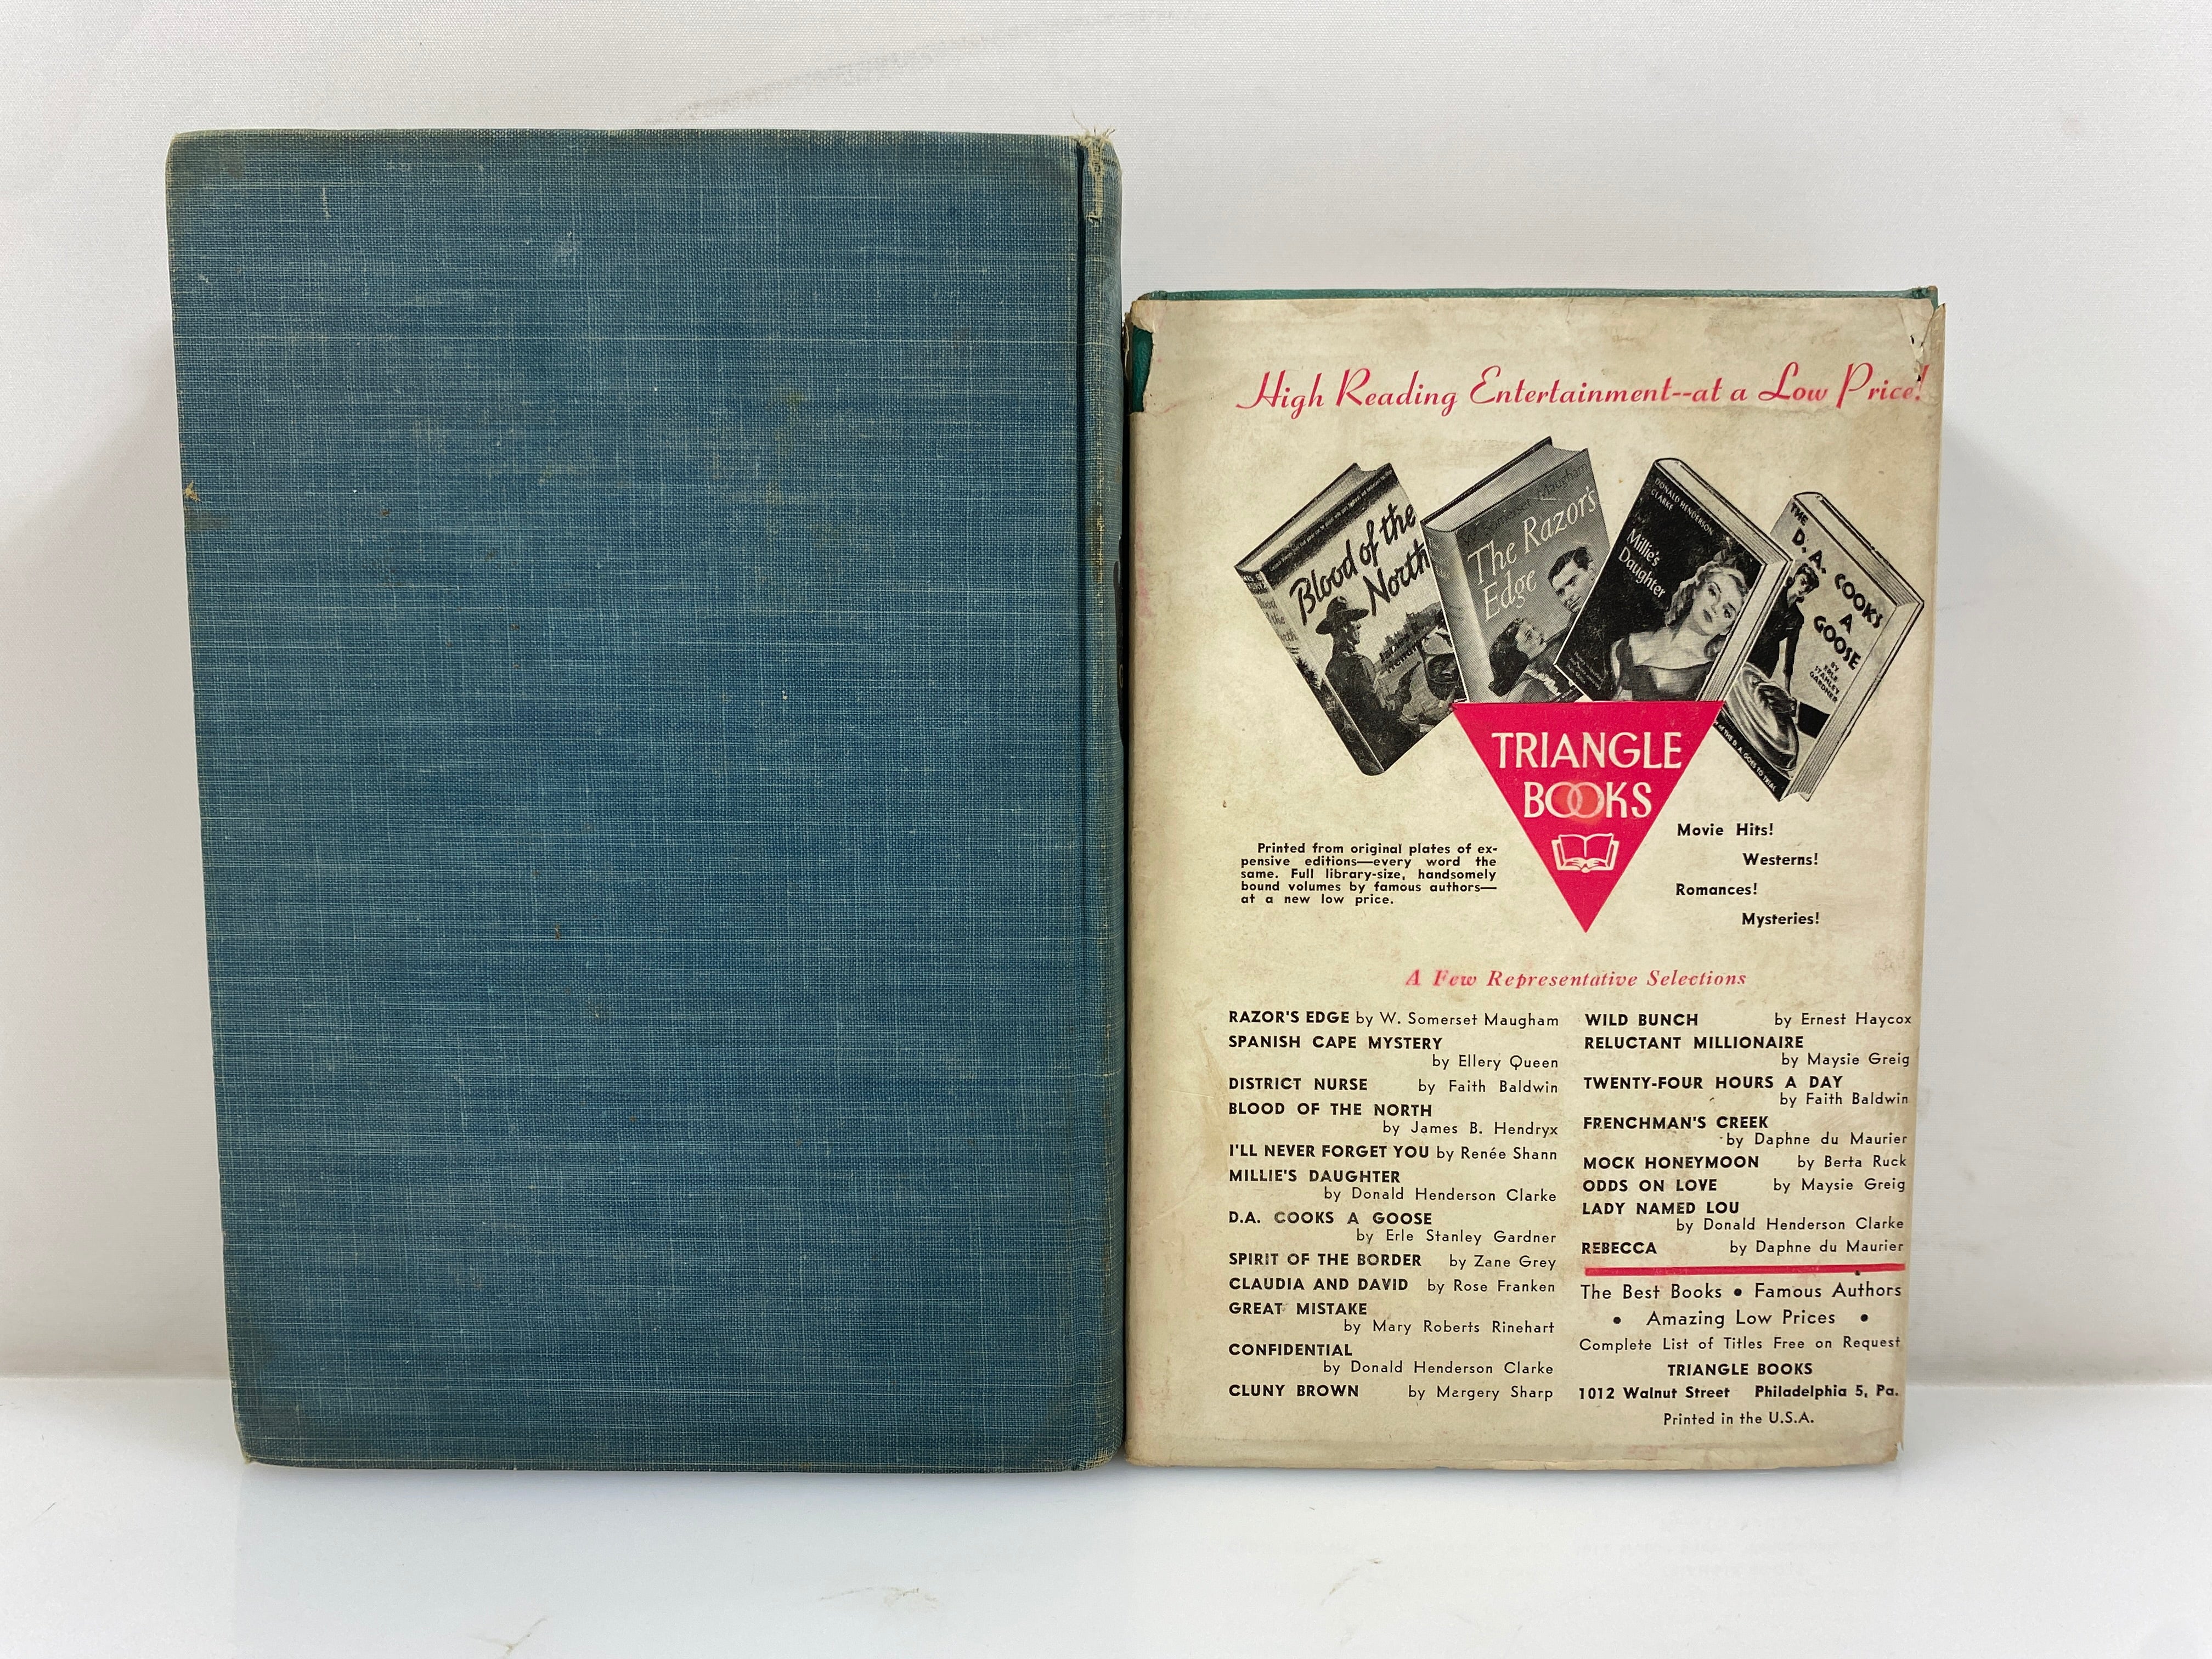 High Reading Entertainment--at a Low Price!
Blood of the
North
W. Somerset Maugham
The Razor's
Edge
DONALD HENDERSON
CLARKE
Millie's
Daughter
THE
D.A. COOKS
A
GOOSE
BY
ERLE
STANLEY
GARDNER
TRIANGLE
BOOKS
Printed from original plates of ex-
pensive editions—every word the
same. Full library-size, handsomely
bound volumes by famous authors—
at a new low price.
Movie Hits!
Westerns!
Romances!
Mysteries!
A Few Representative Selections
RAZOR'S EDGE by W. Somerset Maugham
SPANISH CAPE MYSTERY
by Ellery Queen
DISTRICT NURSE by Faith Baldwin
BLOOD OF THE NORTH
by James B. Hendryx
I'LL NEVER FORGET YOU by Renée Shann
MILLIE'S DAUGHTER
by Donald Henderson Clarke
D.A. COOKS A GOOSE
by Erle Stanley Gardner
SPIRIT OF THE BORDER by Zane Grey
CLAUDIA AND DAVID by Rose Franken
GREAT MISTAKE
by Mary Roberts Rinehart
CONFIDENTIAL
by Donald Henderson Clarke
CLUNY BROWN by Margery Sharp
WILD BUNCH by Ernest Haycox
RELUCTANT MILLIONAIRE
by Maysie Greig
TWENTY-FOUR HOURS A DAY
by Faith Baldwin
FRENCHMAN'S CREEK
by Daphne du Maurier
MOCK HONEYMOON by Berta Ruck
ODDS ON LOVE by Maysie Greig
LADY NAMED LOU
by Donald Henderson Clarke
REBECCA by Daphne du Maurier
The Best Books • Famous Authors
• Amazing Low Prices •
Complete List of Titles Free on Request
TRIANGLE BOOKS
1012 Walnut Street Philadelphia 5, Pa.
Printed in the U.S.A.